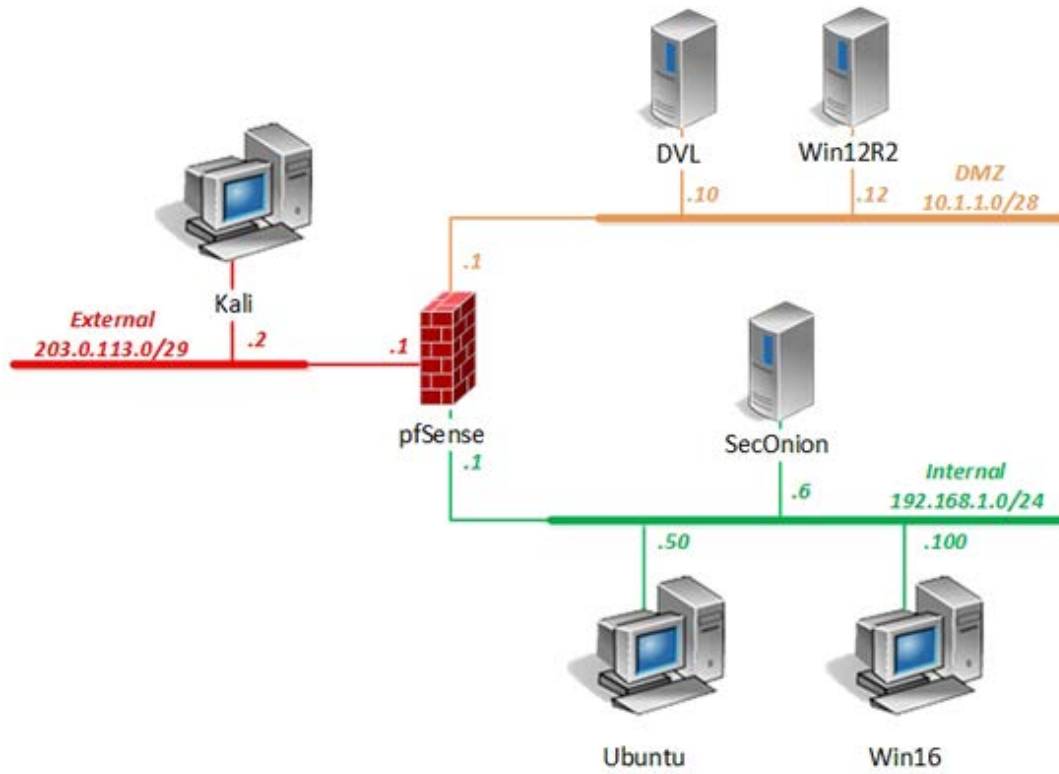 DVL
Win12R2
.10
.12
DMZ
10.1.1.0/28
.1
Kali
External
203.0.113.0/29
.2
.1
pfSense
.1
SecOnion
.6
Internal
192.168.1.0/24
.50
.100
Ubuntu
Win16